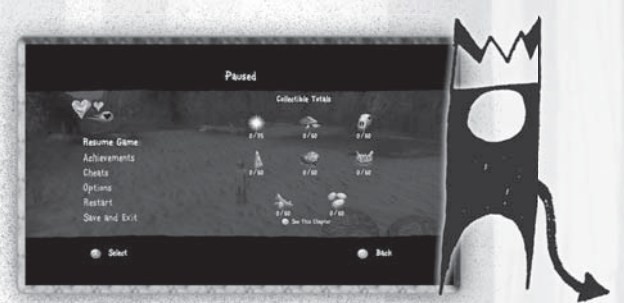 Paused
Collectible Totals
0/75 0/60 0/60
Resume Game
Achievements
Cheats
0/60 0/60 0/60
Options
Restart
0/60 0/60
Save and Exit
See This Chapter
Select
Back